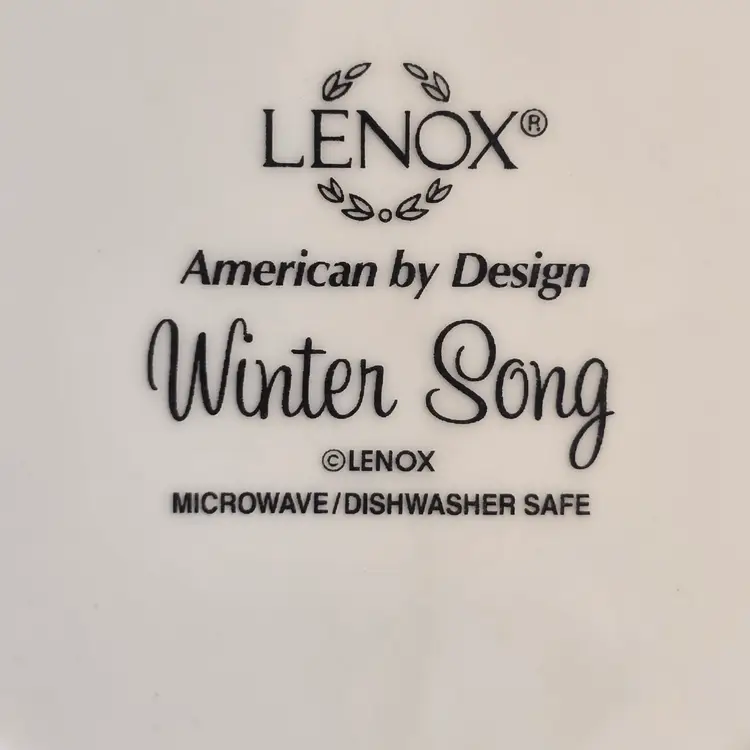 LENOX®
American by Design
Winter Song
©LENOX
MICROWAVE/DISHWASHER SAFE